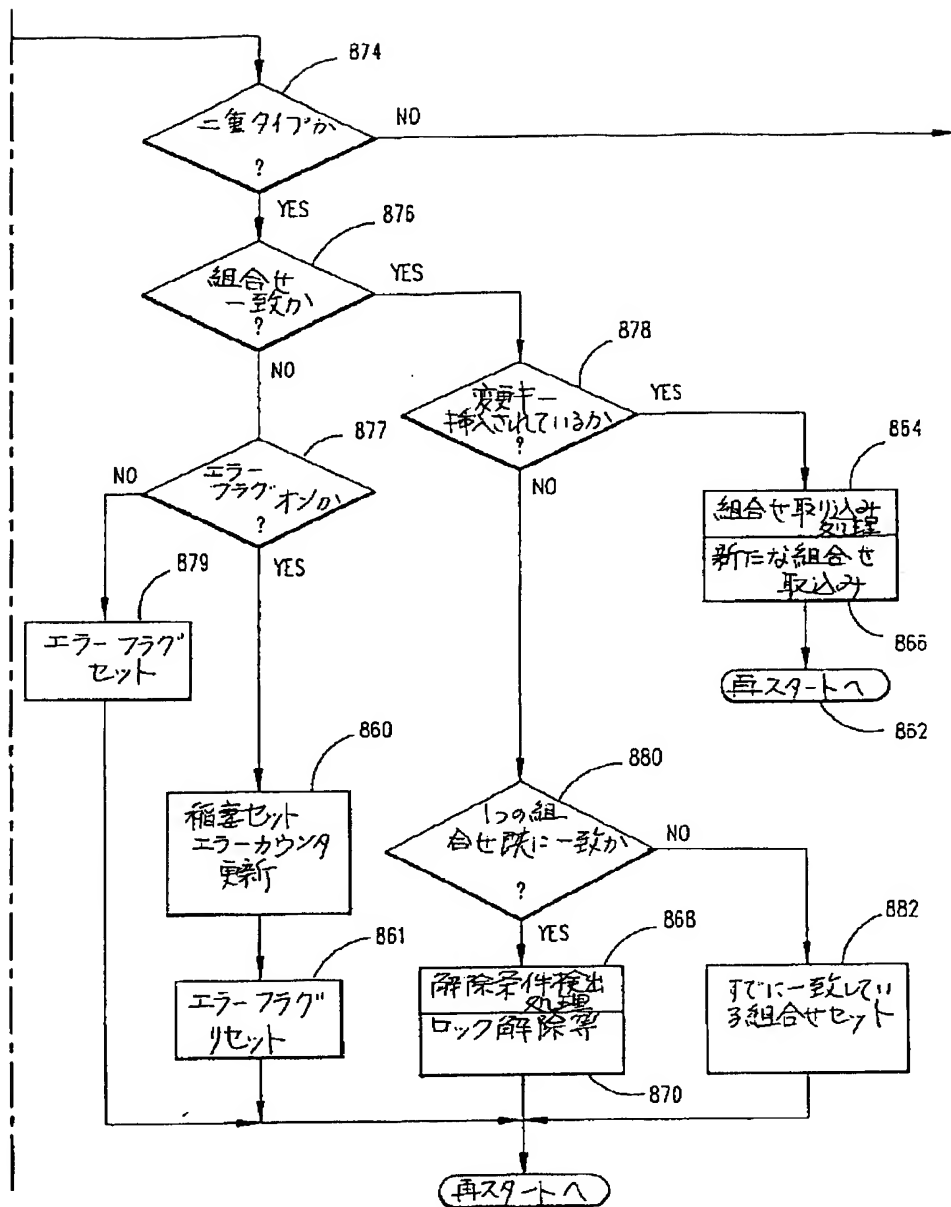 874
二重タイプか
?
NO
YES
876
組合せ
一致か
?
YES
NO
878
変更キー
挿入されているか
?
YES
NO
877
エラー
フラグオンか
?
NO
YES
864
組合せ取り込み
処理
新たな組合せ
取込み
866
再スタートへ
862
879
エラーフラグ
セット
860
稲妻セット
エラーカウンタ
更新
880
1つの組
合せ既に一致か
?
NO
YES
861
エラーフラグ
リセット
868
解除条件検出
処理
ロック解除等
870
882
すでに一致してい
る組合せセット
再スタートへ